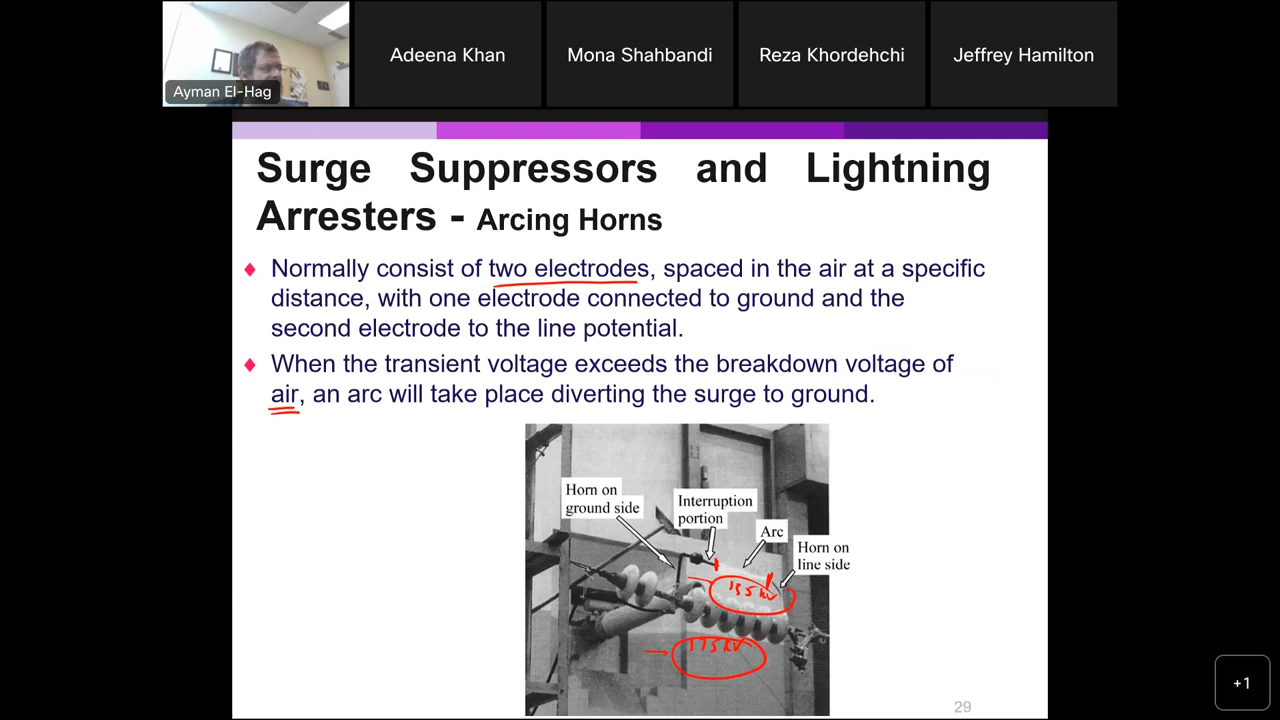 Ayman El-Hag
Adeena Khan
Mona Shahbandi
Reza Khordehchi
Jeffrey Hamilton
Surge Suppressors and Lightning
Arresters - Arcing Horns
Normally consist of two electrodes, spaced in the air at a specific
distance, with one electrode connected to ground and the
second electrode to the line potential.
When the transient voltage exceeds the breakdown voltage of
air, an arc will take place diverting the surge to ground.
Horn on
ground side
Interruption
portion
Arc
Horn on
line side
135 kV
175 kV
29
+1